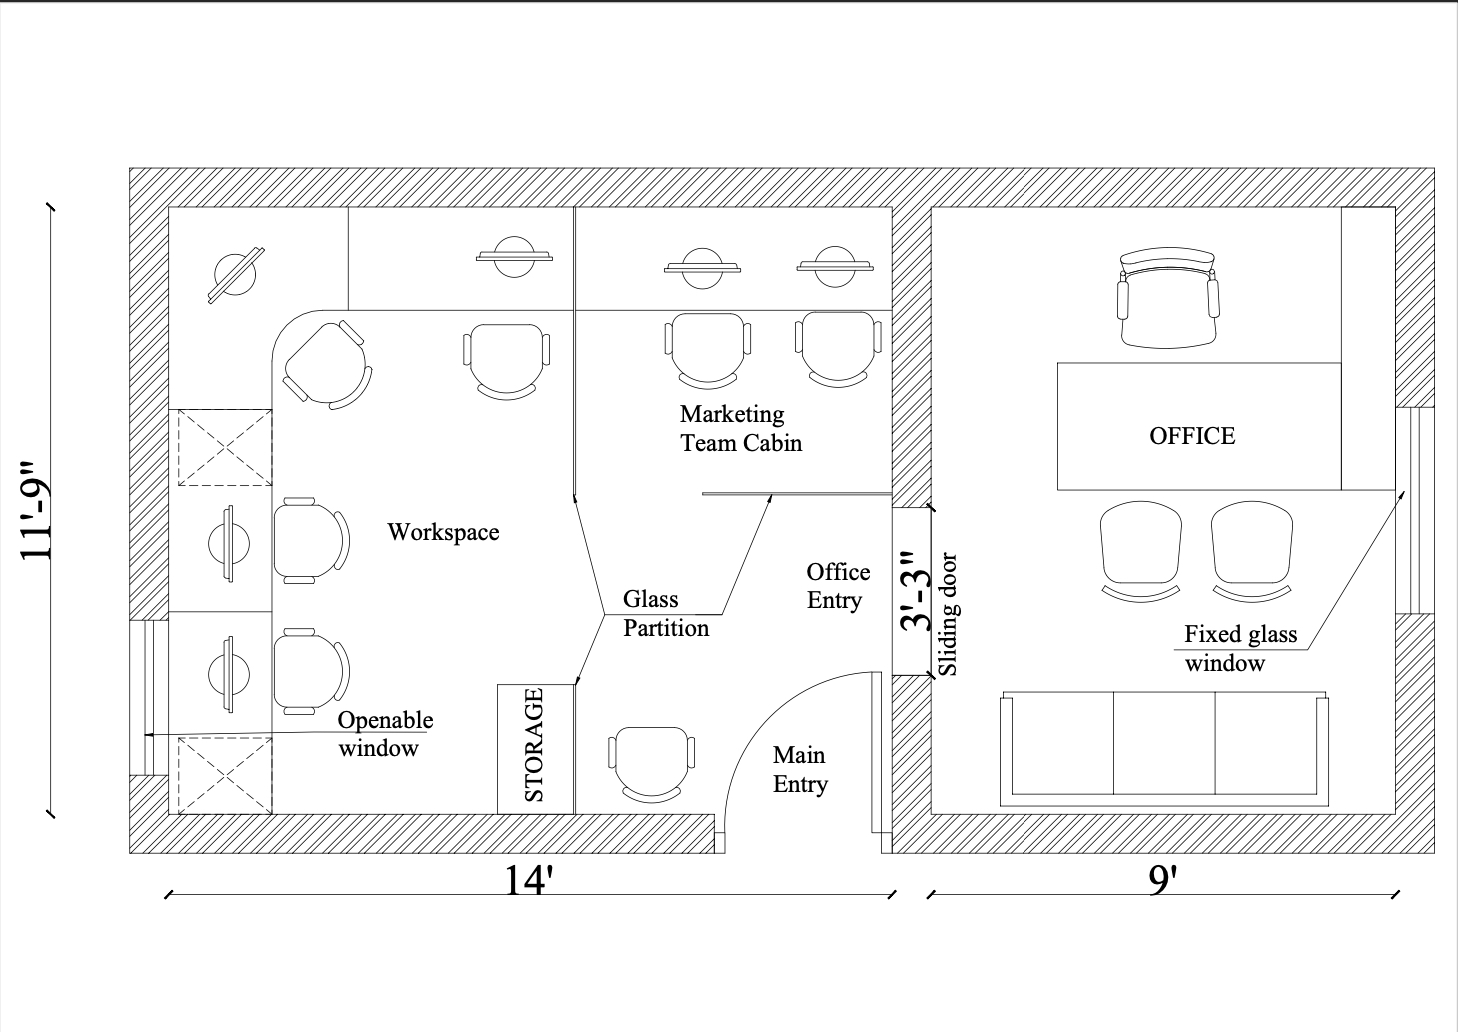 Marketing
Team Cabin
OFFICE
11'-9"
Workspace
Office
Entry
3'-3"
Sliding door
Glass
Partition
Fixed glass
window
Openable
window
STORAGE
Main
Entry
14'
9'